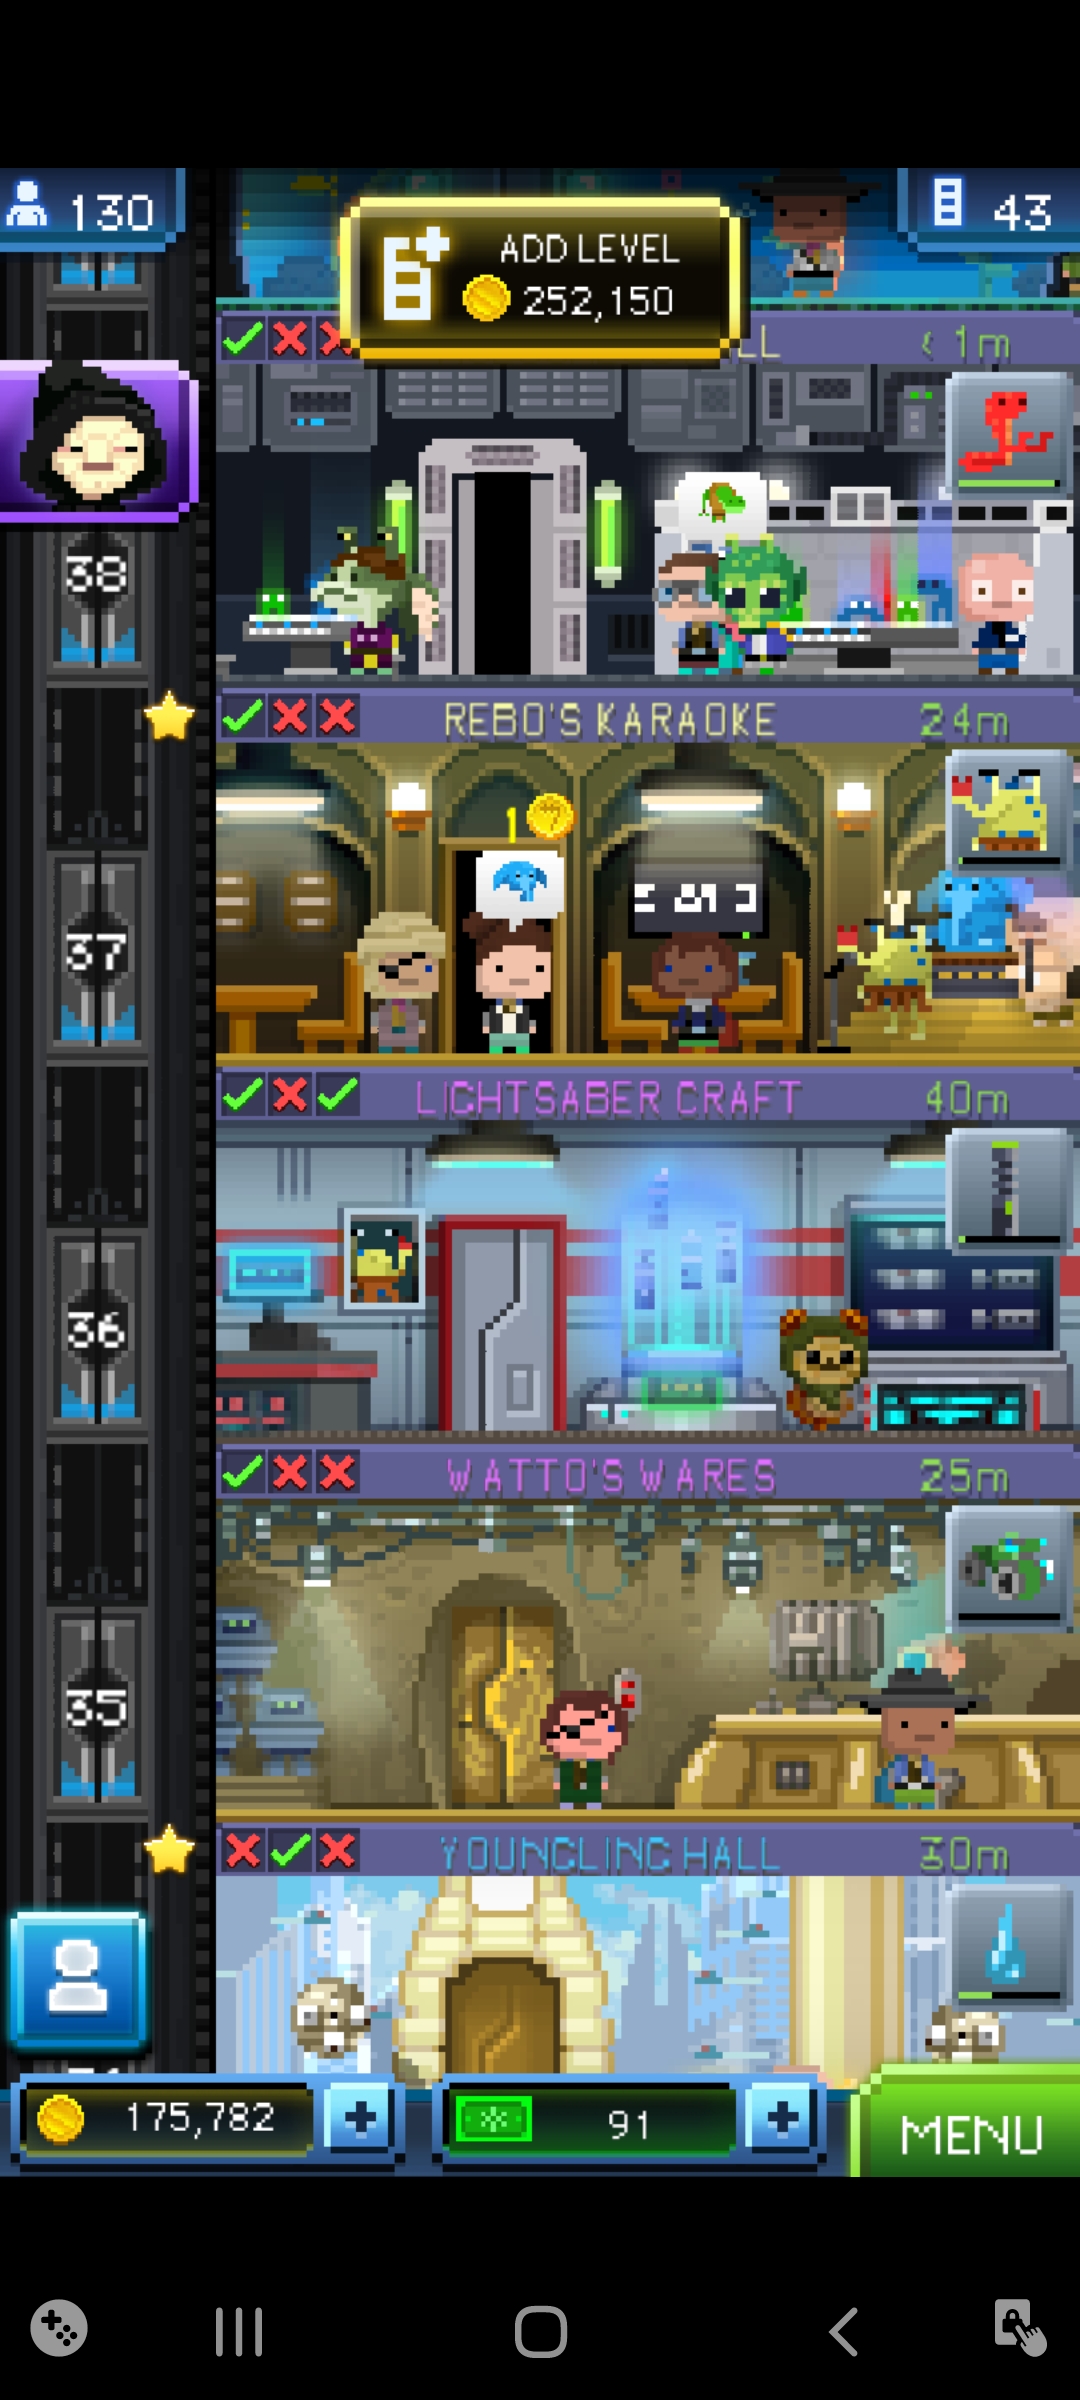 130
ADD LEVEL
252,150
43
LL
< 1m
38
REBO'S KARAOKE
24m
1
37
LIGHTSABER CRAFT
40m
36
WATTO'S WARES
25m
35
YOUNGLING HALL
30m
175,782
91
MENU